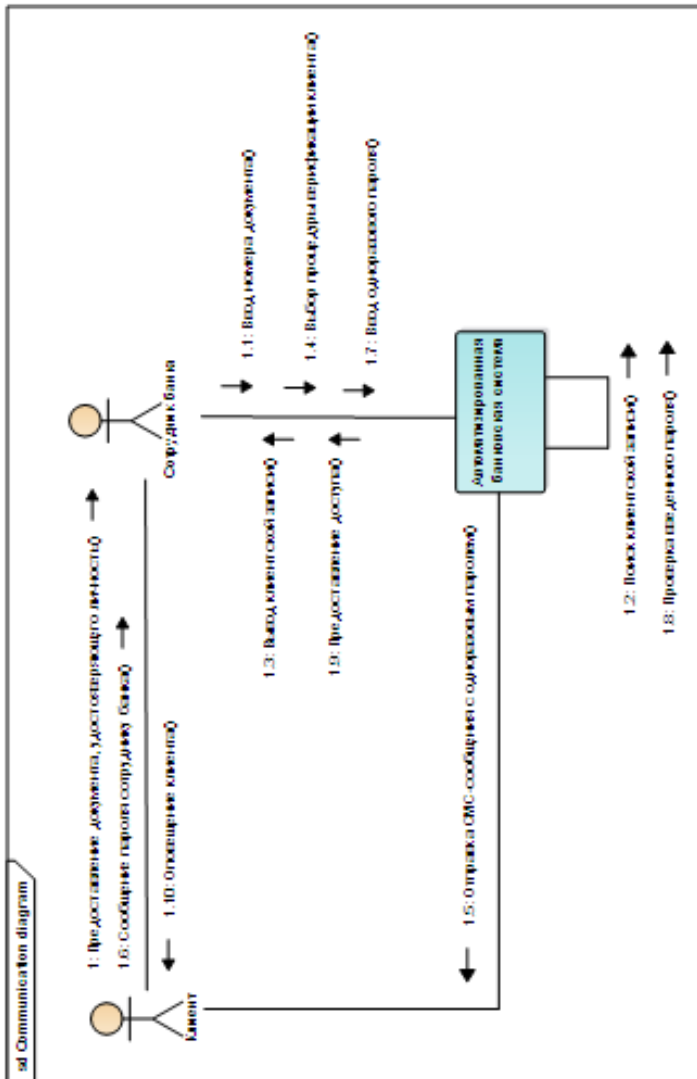 sd Communication diagram
1: Предоставление документа, удостоверяющего личность()
1.6: Сообщение пароля сотруднику банка()
1.10: Оповещение клиента()
Клиент
Сотрудник банка
1.1: Ввод номера документа()
1.4: Выбор процедуры верификации клиента()
1.7: Ввод одноразового пароля()
1.3: Вывод клиентской записи()
1.9: Предоставление доступа()
1.5: Отправка СМС-сообщения с одноразовым паролем()
Автоматизированная
банковская система
1.2: Поиск клиентской записи()
1.8: Проверка введенного пароля()